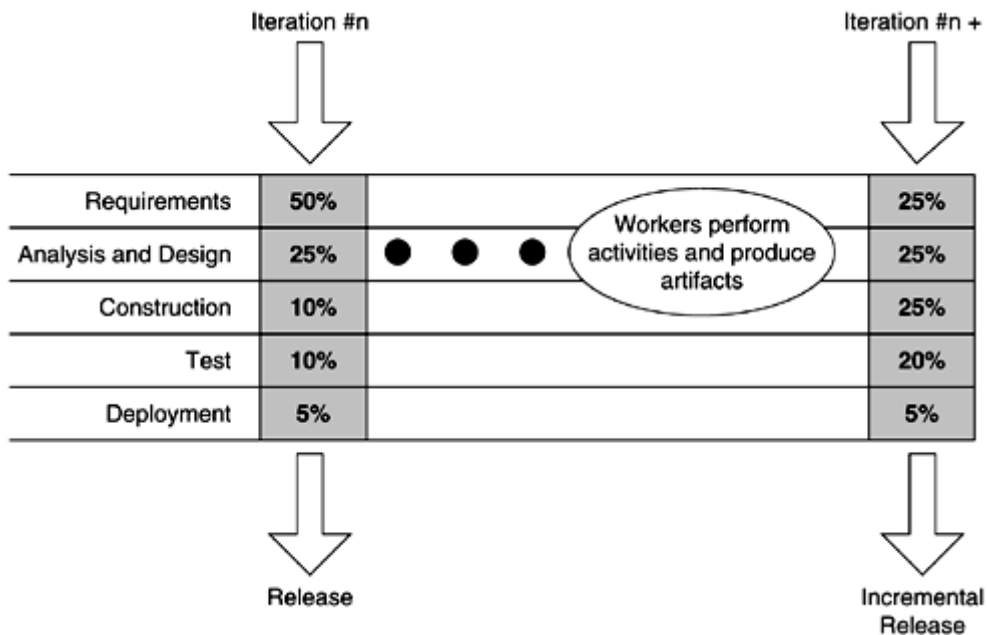 Iteration #n
Iteration #n +
Requirements 50% 25%
Workers perform
activities and produce
artifacts
Analysis and Design 25% 25%
Construction 10% 25%
Test 10% 20%
Deployment 5% 5%
Release
Incremental
Release